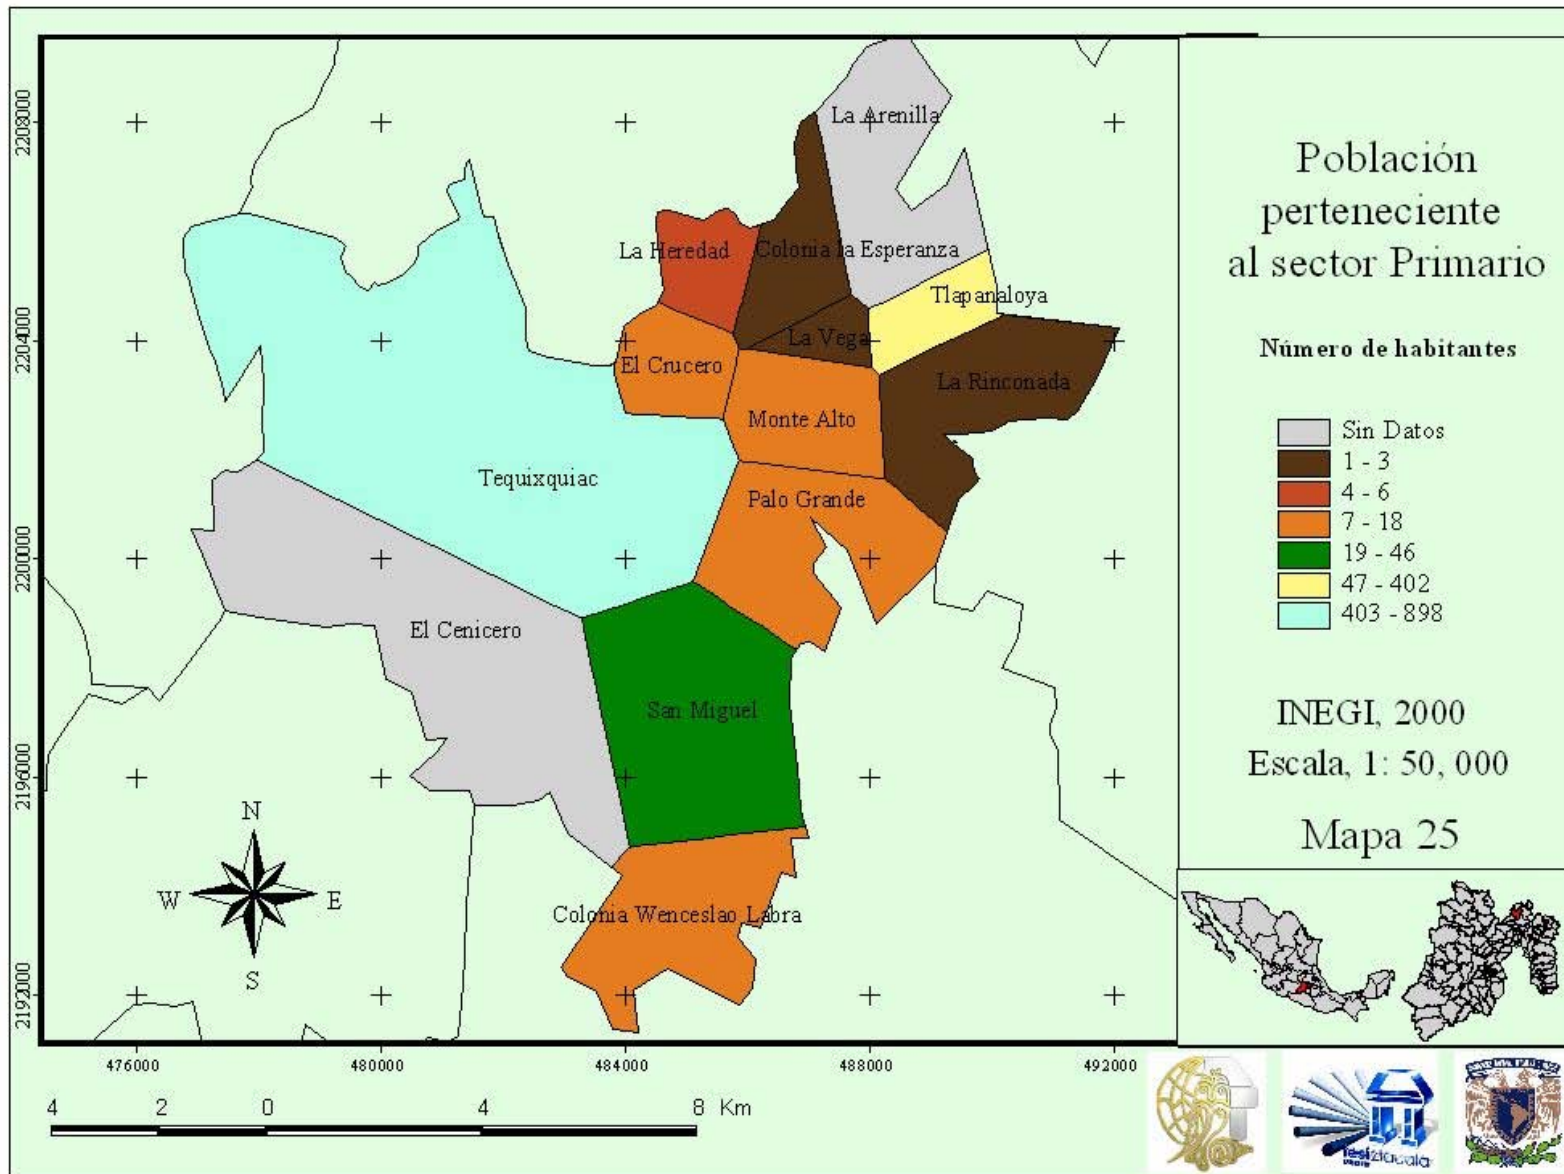 La Arenilla
La Heredad
Colonia la Esperanza
Tlapanaloya
La Vega
El Crucero
La Rinconada
Monte Alto
Tequixquiac
Palo Grande
El Cenicero
San Miguel
Colonia Wenceslao Labra
2208000
2204000
2200000
2196000
2192000
476000
480000
484000
488000
492000
N
W
E
S
4
2
0
4
8 Km
Población
perteneciente
al sector Primario
Número de habitantes
Sin Datos
1 - 3
4 - 6
7 - 18
19 - 46
47 - 402
403 - 898
INEGI, 2000
Escala, 1: 50, 000
Mapa 25